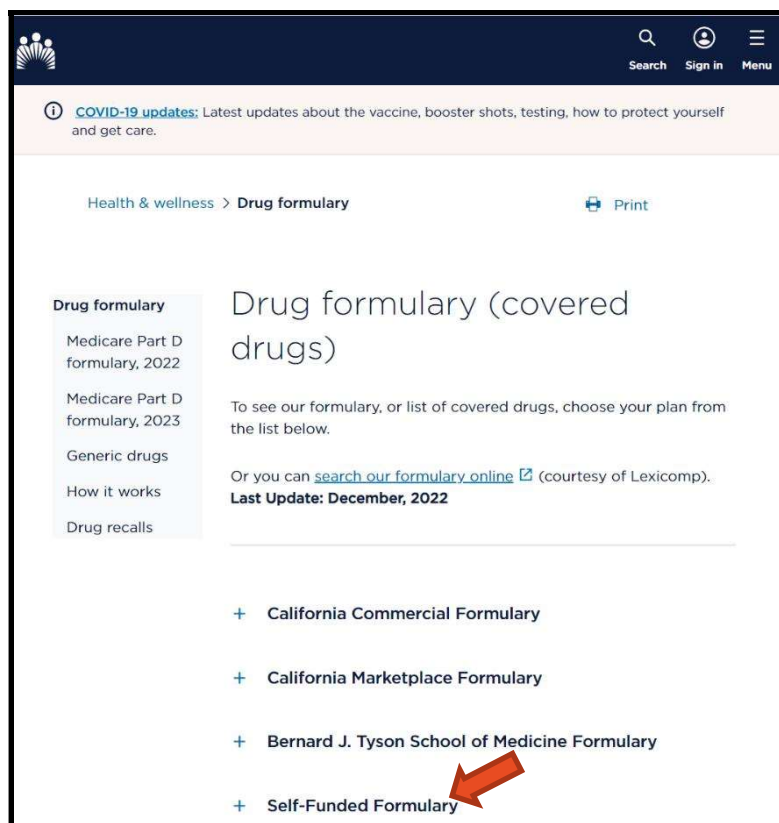 Search Sign in Menu
COVID-19 updates: Latest updates about the vaccine, booster shots, testing, how to protect yourself
and get care.
Health & wellness > Drug formulary
Print
Drug formulary
Medicare Part D
formulary, 2022
Medicare Part D
formulary, 2023
Generic drugs
How it works
Drug recalls
Drug formulary (covered
drugs)
To see our formulary, or list of covered drugs, choose your plan from
the list below.
Or you can search our formulary online (courtesy of Lexicomp).
Last Update: December, 2022
+ California Commercial Formulary
+ California Marketplace Formulary
+ Bernard J. Tyson School of Medicine Formulary
+ Self-Funded Formulary